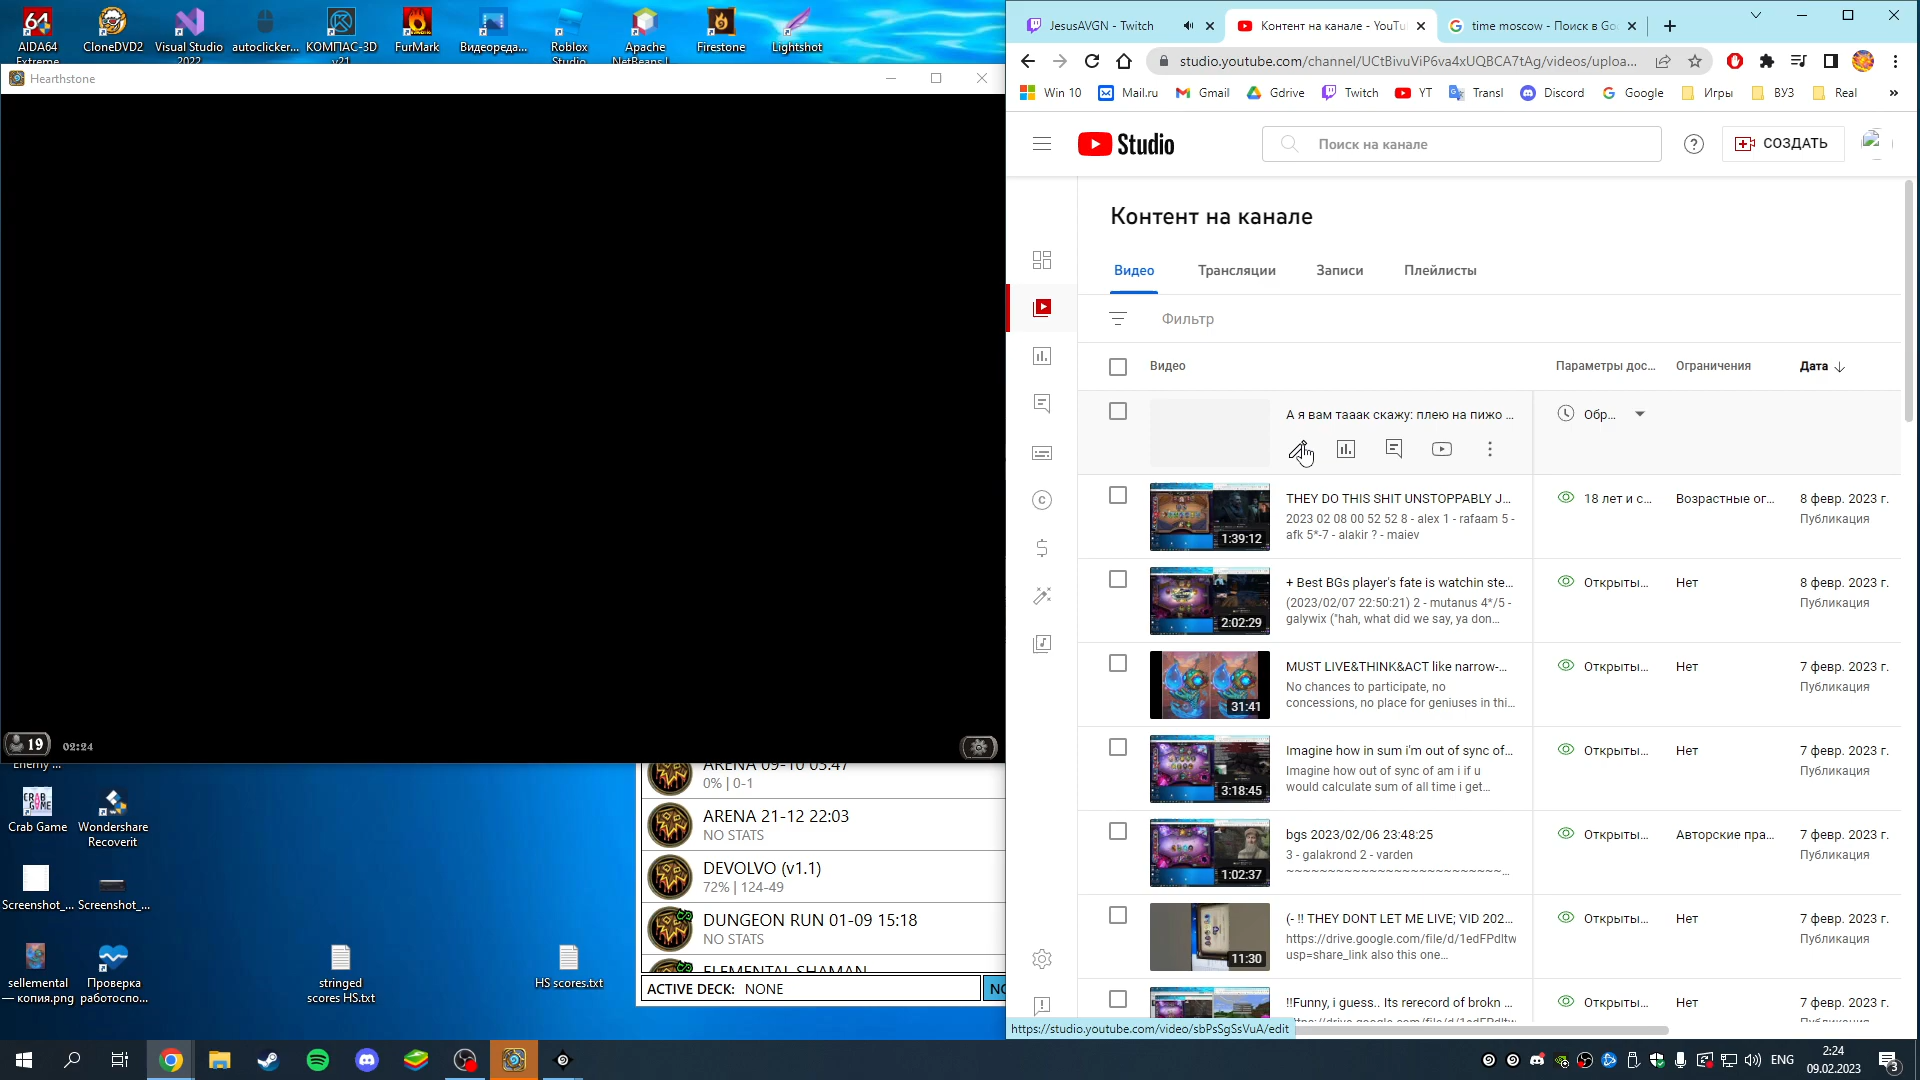 AIDA64
Extreme
CloneDVD2
Visual Studio
2022
autoclicker...
КОМПАС-3D
v21
FurMark
Видеореда...
Roblox
Studio
Apache
NetBeans I...
Firestone
Lightshot
Hearthstone
19
02:24
Enemy ...
Crab Game
Wondershare
Recoverit
Screenshot_...
Screenshot_...
sellemental
— копия.png
Проверка
работоспо...
stringed
scores HS.txt
HS scores.txt
ARENA 09-10 03:47
0% | 0-1
ARENA 21-12 22:03
NO STATS
DEVOLVO (v1.1)
72% | 124-49
DUNGEON RUN 01-09 15:18
NO STATS
ELEMENTAL SHAMAN
ACTIVE DECK: NONE
JesusAVGN - Twitch
Контент на канале - YouTu
time moscow - Поиск в Go
studio.youtube.com/channel/UCtBivuViP6va4xUQBCA7tAg/videos/uploa...
Win 10
Mail.ru
Gmail
Gdrive
Twitch
YT
Transl
Discord
Google
Игры
ВУЗ
Real
»
Studio
Поиск на канале
СОЗДАТЬ
Контент на канале
Видео
Трансляции
Записи
Плейлисты
Фильтр
Видео
Параметры дос...
Ограничения
Дата
А я вам тааак скажу: плею на пижо ...
Обр...
THEY DO THIS SHIT UNSTOPPABLY J...
2023 02 08 00 52 52 8 - alex 1 - rafaam 5 -
afk 5*-7 - alakir ? - maiev
1:39:12
18 лет и с...
Возрастные ог...
8 февр. 2023 г.
Публикация
+ Best BGs player's fate is watchin ste...
(2023/02/07 22:50:21) 2 - mutanus 4*/5 -
galywix ("hah, what did we say, ya don...
2:02:29
Открыты...
Нет
8 февр. 2023 г.
Публикация
MUST LIVE&THINK&ACT like narrow-...
No chances to participate, no
concessions, no place for geniuses in thi...
31:41
Открыты...
Нет
7 февр. 2023 г.
Публикация
Imagine how in sum i'm out of sync of...
Imagine how out of sync of am i if u
would calculate sum of all time i get...
3:18:45
Открыты...
Нет
7 февр. 2023 г.
Публикация
bgs 2023/02/06 23:48:25
3 - galakrond 2 - varden
~~~~~~~~~~~~~~~~~~~~~~~~~~...
1:02:37
Открыты...
Авторские пра...
7 февр. 2023 г.
Публикация
(- !! THEY DONT LET ME LIVE; VID 202...
https://drive.google.com/file/d/1edFPdltw
usp=share_link also this one...
11:30
Открыты...
Нет
7 февр. 2023 г.
Публикация
!!Funny, i guess.. Its rerecord of brokn ...
Открыты...
Нет
7 февр. 2023 г.
https://studio.youtube.com/video/sbPsSgSsVuA/edit
ENG
2:24
09.02.2023
3